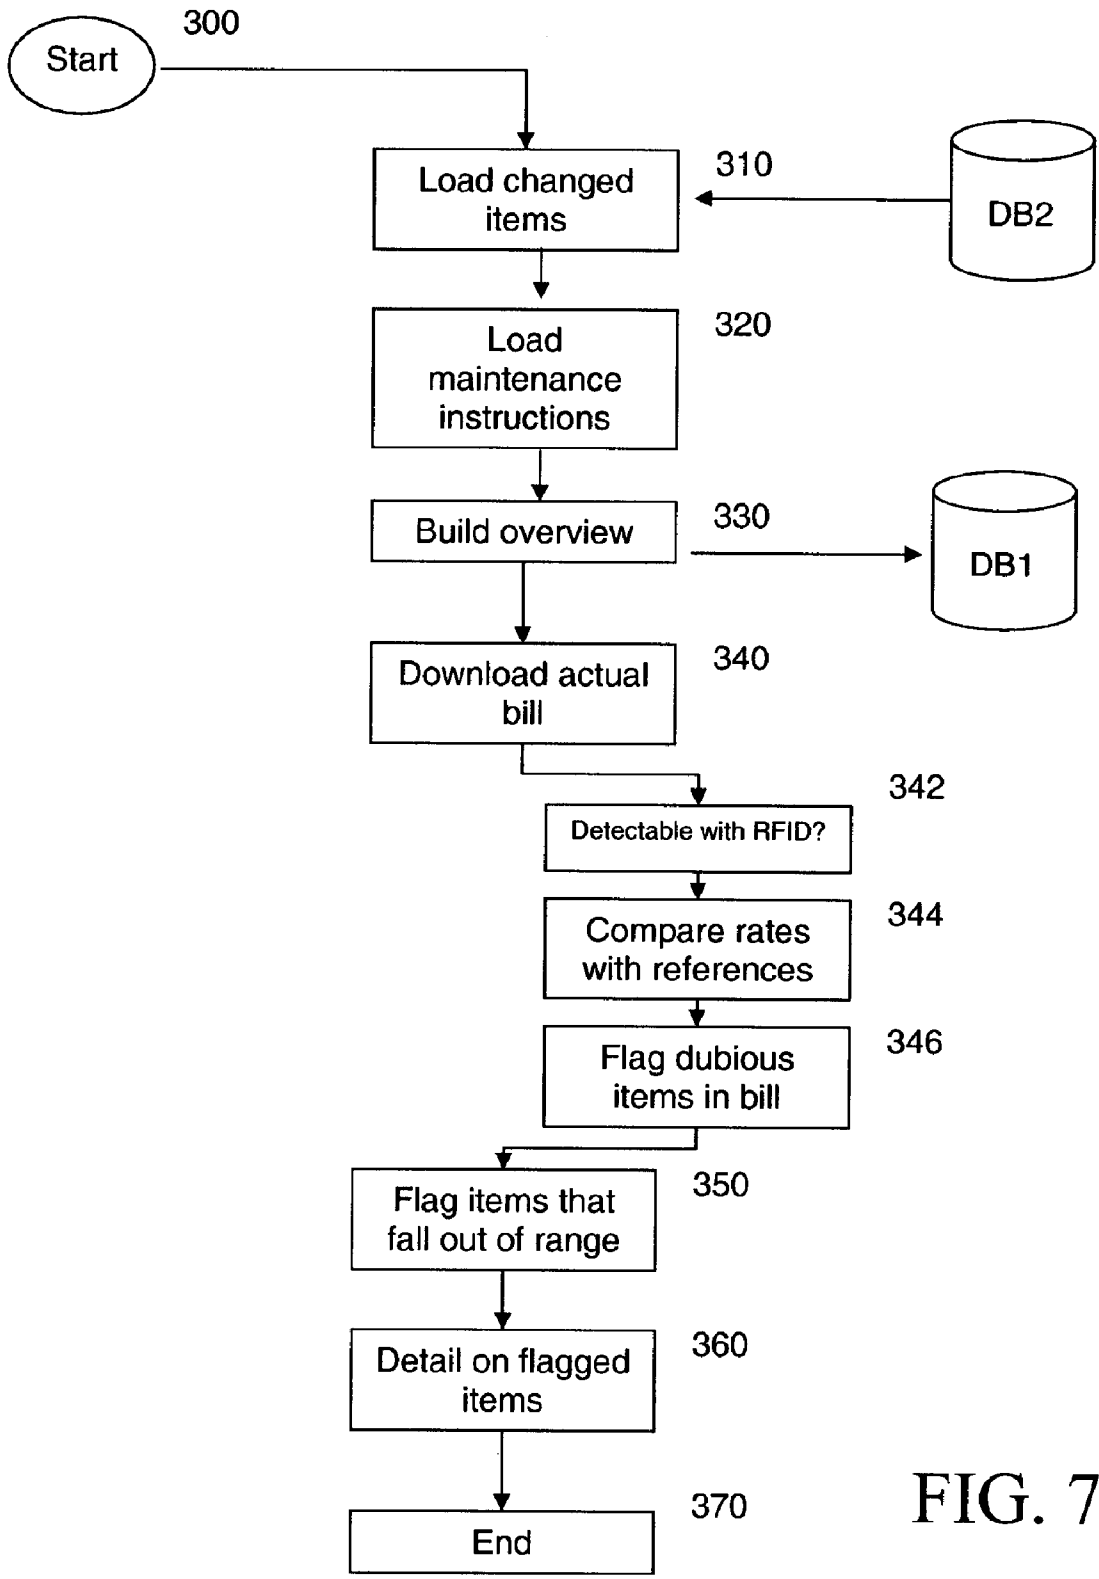 300
Start
310
Load changed
items
DB2
320
Load
maintenance
instructions
330
Build overview
DB1
340
Download actual
bill
342
Detectable with RFID?
344
Compare rates
with references
346
Flag dubious
items in bill
350
Flag items that
fall out of range
360
Detail on flagged
items
370
End
FIG. 7